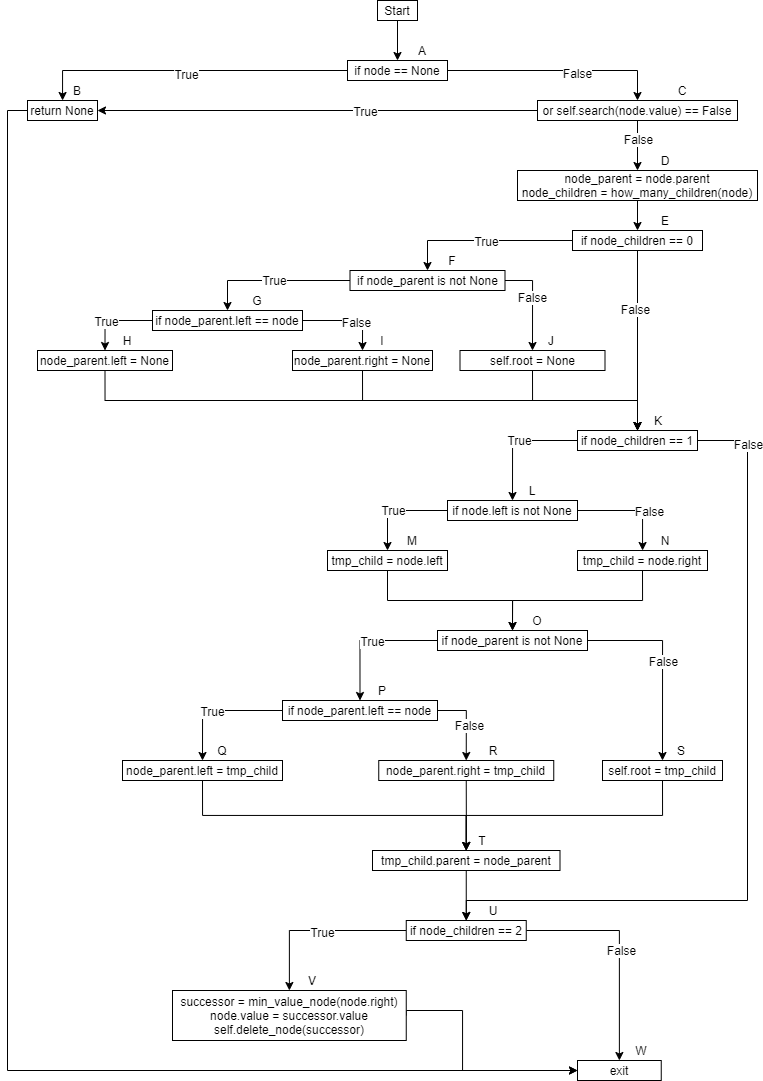 Start
A
if node == None
True
False
B
C
return None
or self.search(node.value) == False
True
False
D
node_parent = node.parent
node_children = how_many_children(node)
E
if node_children == 0
True
F
if node_parent is not None
True
False
False
G
if node_parent.left == node
True
False
H
I
J
node_parent.left = None
node_parent.right = None
self.root = None
K
if node_children == 1
True
False
L
if node.left is not None
True
False
M
N
tmp_child = node.left
tmp_child = node.right
O
if node_parent is not None
True
False
P
if node_parent.left == node
True
False
Q
R
S
node_parent.left = tmp_child
node_parent.right = tmp_child
self.root = tmp_child
T
tmp_child.parent = node_parent
U
if node_children == 2
True
False
V
successor = min_value_node(node.right)
node.value = successor.value
self.delete_node(successor)
W
exit